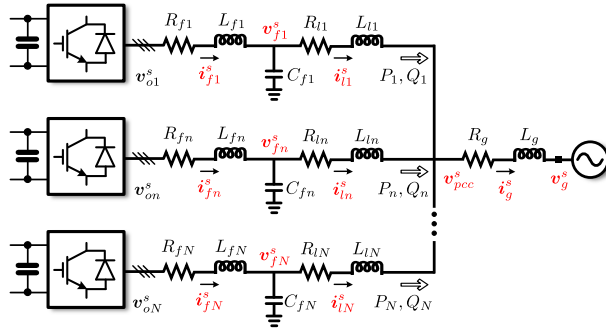 R_{f1} L_{f1} v^s_{f1} R_{l1} L_{l1}
v^s_{o1} i^s_{f1} C_{f1} i^s_{l1} P_1, Q_1
R_{fn} L_{fn} v^s_{fn} R_{ln} L_{ln} R_g L_g
v^s_{on} i^s_{fn} C_{fn} i^s_{ln} P_n, Q_n v^s_{pcc} i^s_g v^s_g
R_{fN} L_{fN} v^s_{fN} R_{lN} L_{lN}
v^s_{oN} i^s_{fN} C_{fN} i^s_{lN} P_N, Q_N